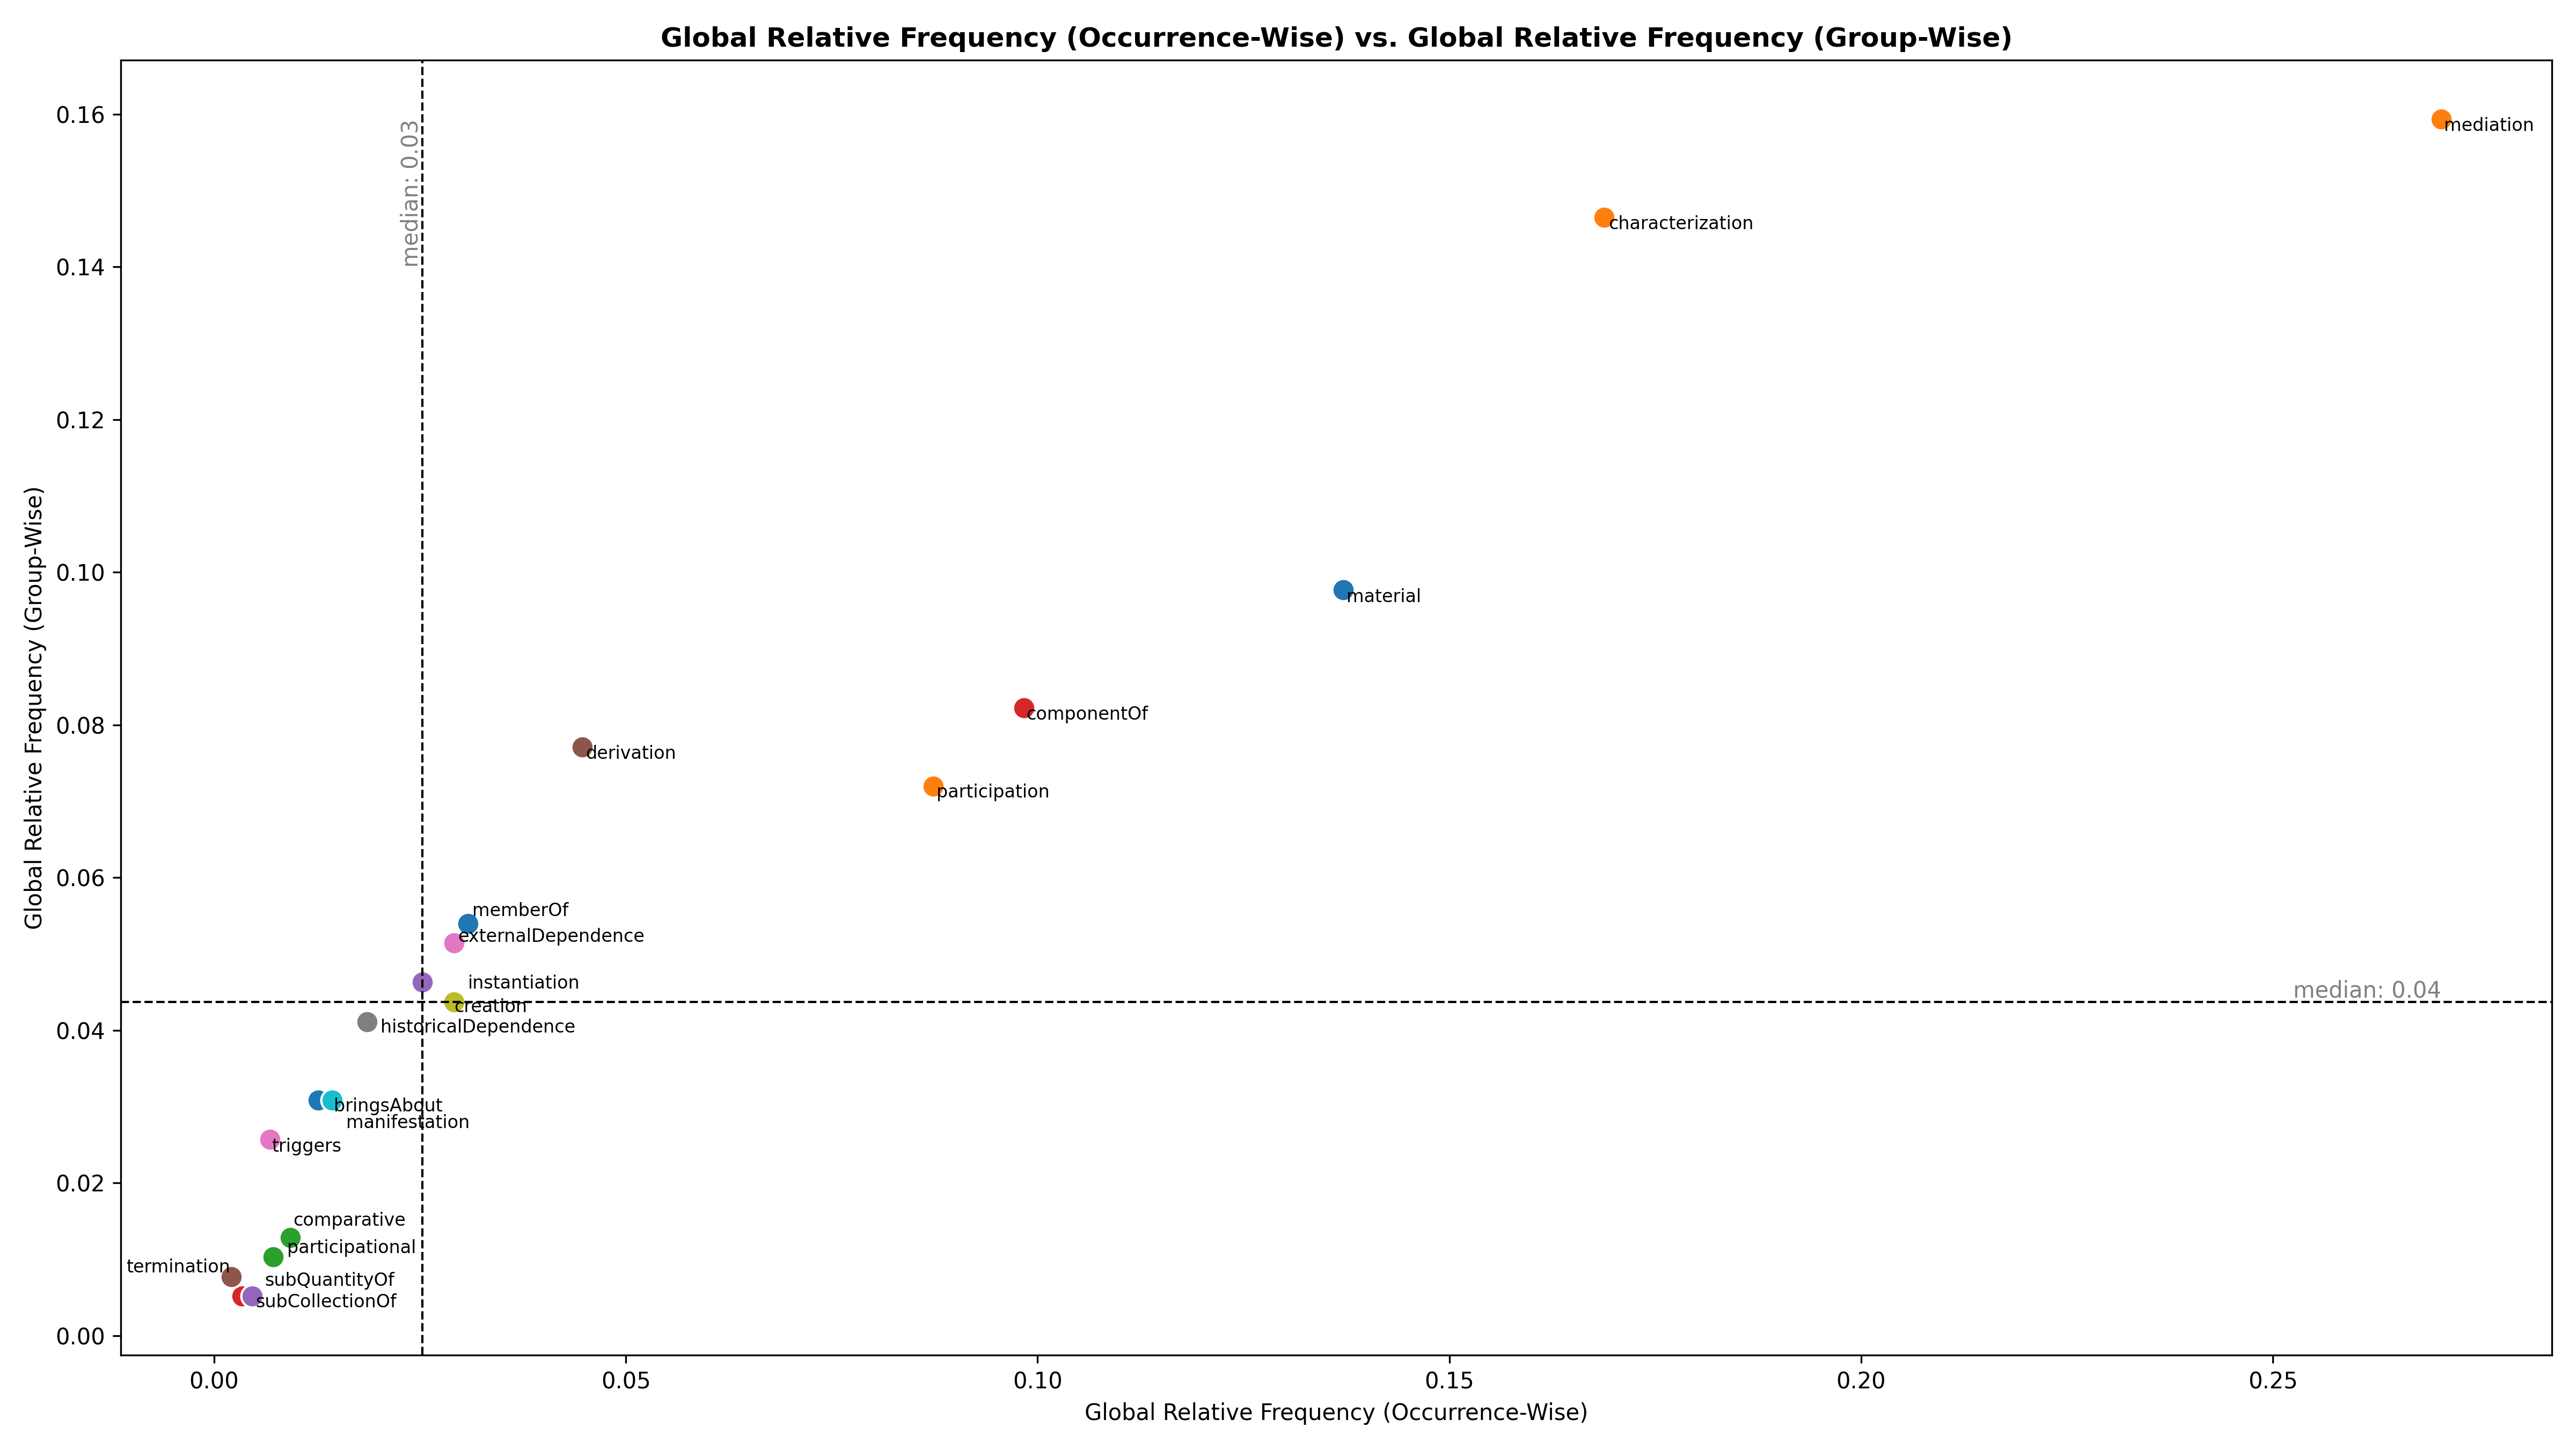 Global Relative Frequency (Occurrence-Wise) vs. Global Relative Frequency (Group-Wise)
Global Relative Frequency (Group-Wise)
0.16
0.14
0.12
0.10
0.08
0.06
0.04
0.02
0.00
median: 0.03
mediation
characterization
material
componentOf
derivation
participation
memberOf
externalDependence
instantiation
median: 0.04
creation
historicalDependence
bringsAbout
manifestation
triggers
comparative
participational
termination
subQuantityOf
subCollectionOf
0.00
0.05
0.10
0.15
0.20
0.25
Global Relative Frequency (Occurrence-Wise)